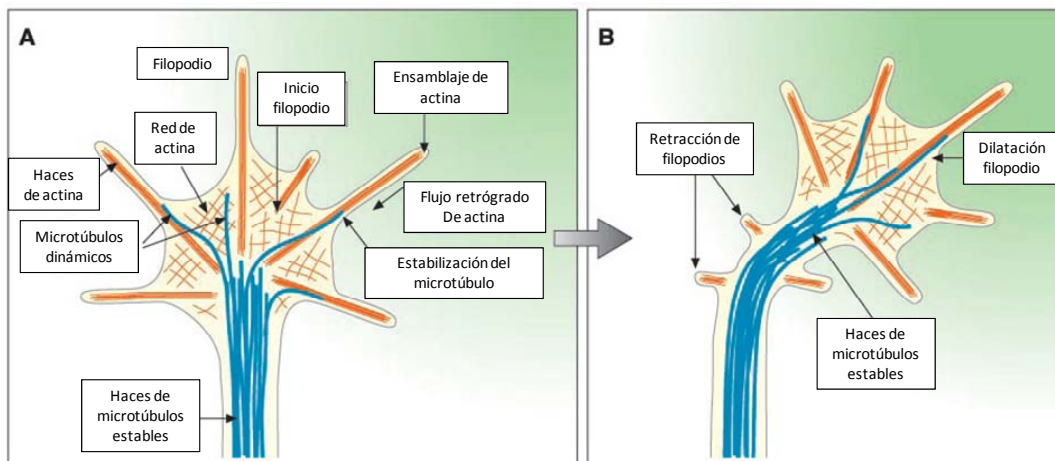 A
Filopodio
Inicio
filopodio
Ensamblaje de
actina
Red de
actina
Haces
de actina
Flujo retrógrado
De actina
Microtúbulos
dinámicos
Estabilización del
microtúbulo
Haces de
microtúbulos
estables
B
Retracción de
filopodios
Dilatación
filopodio
Haces de
microtúbulos
estables